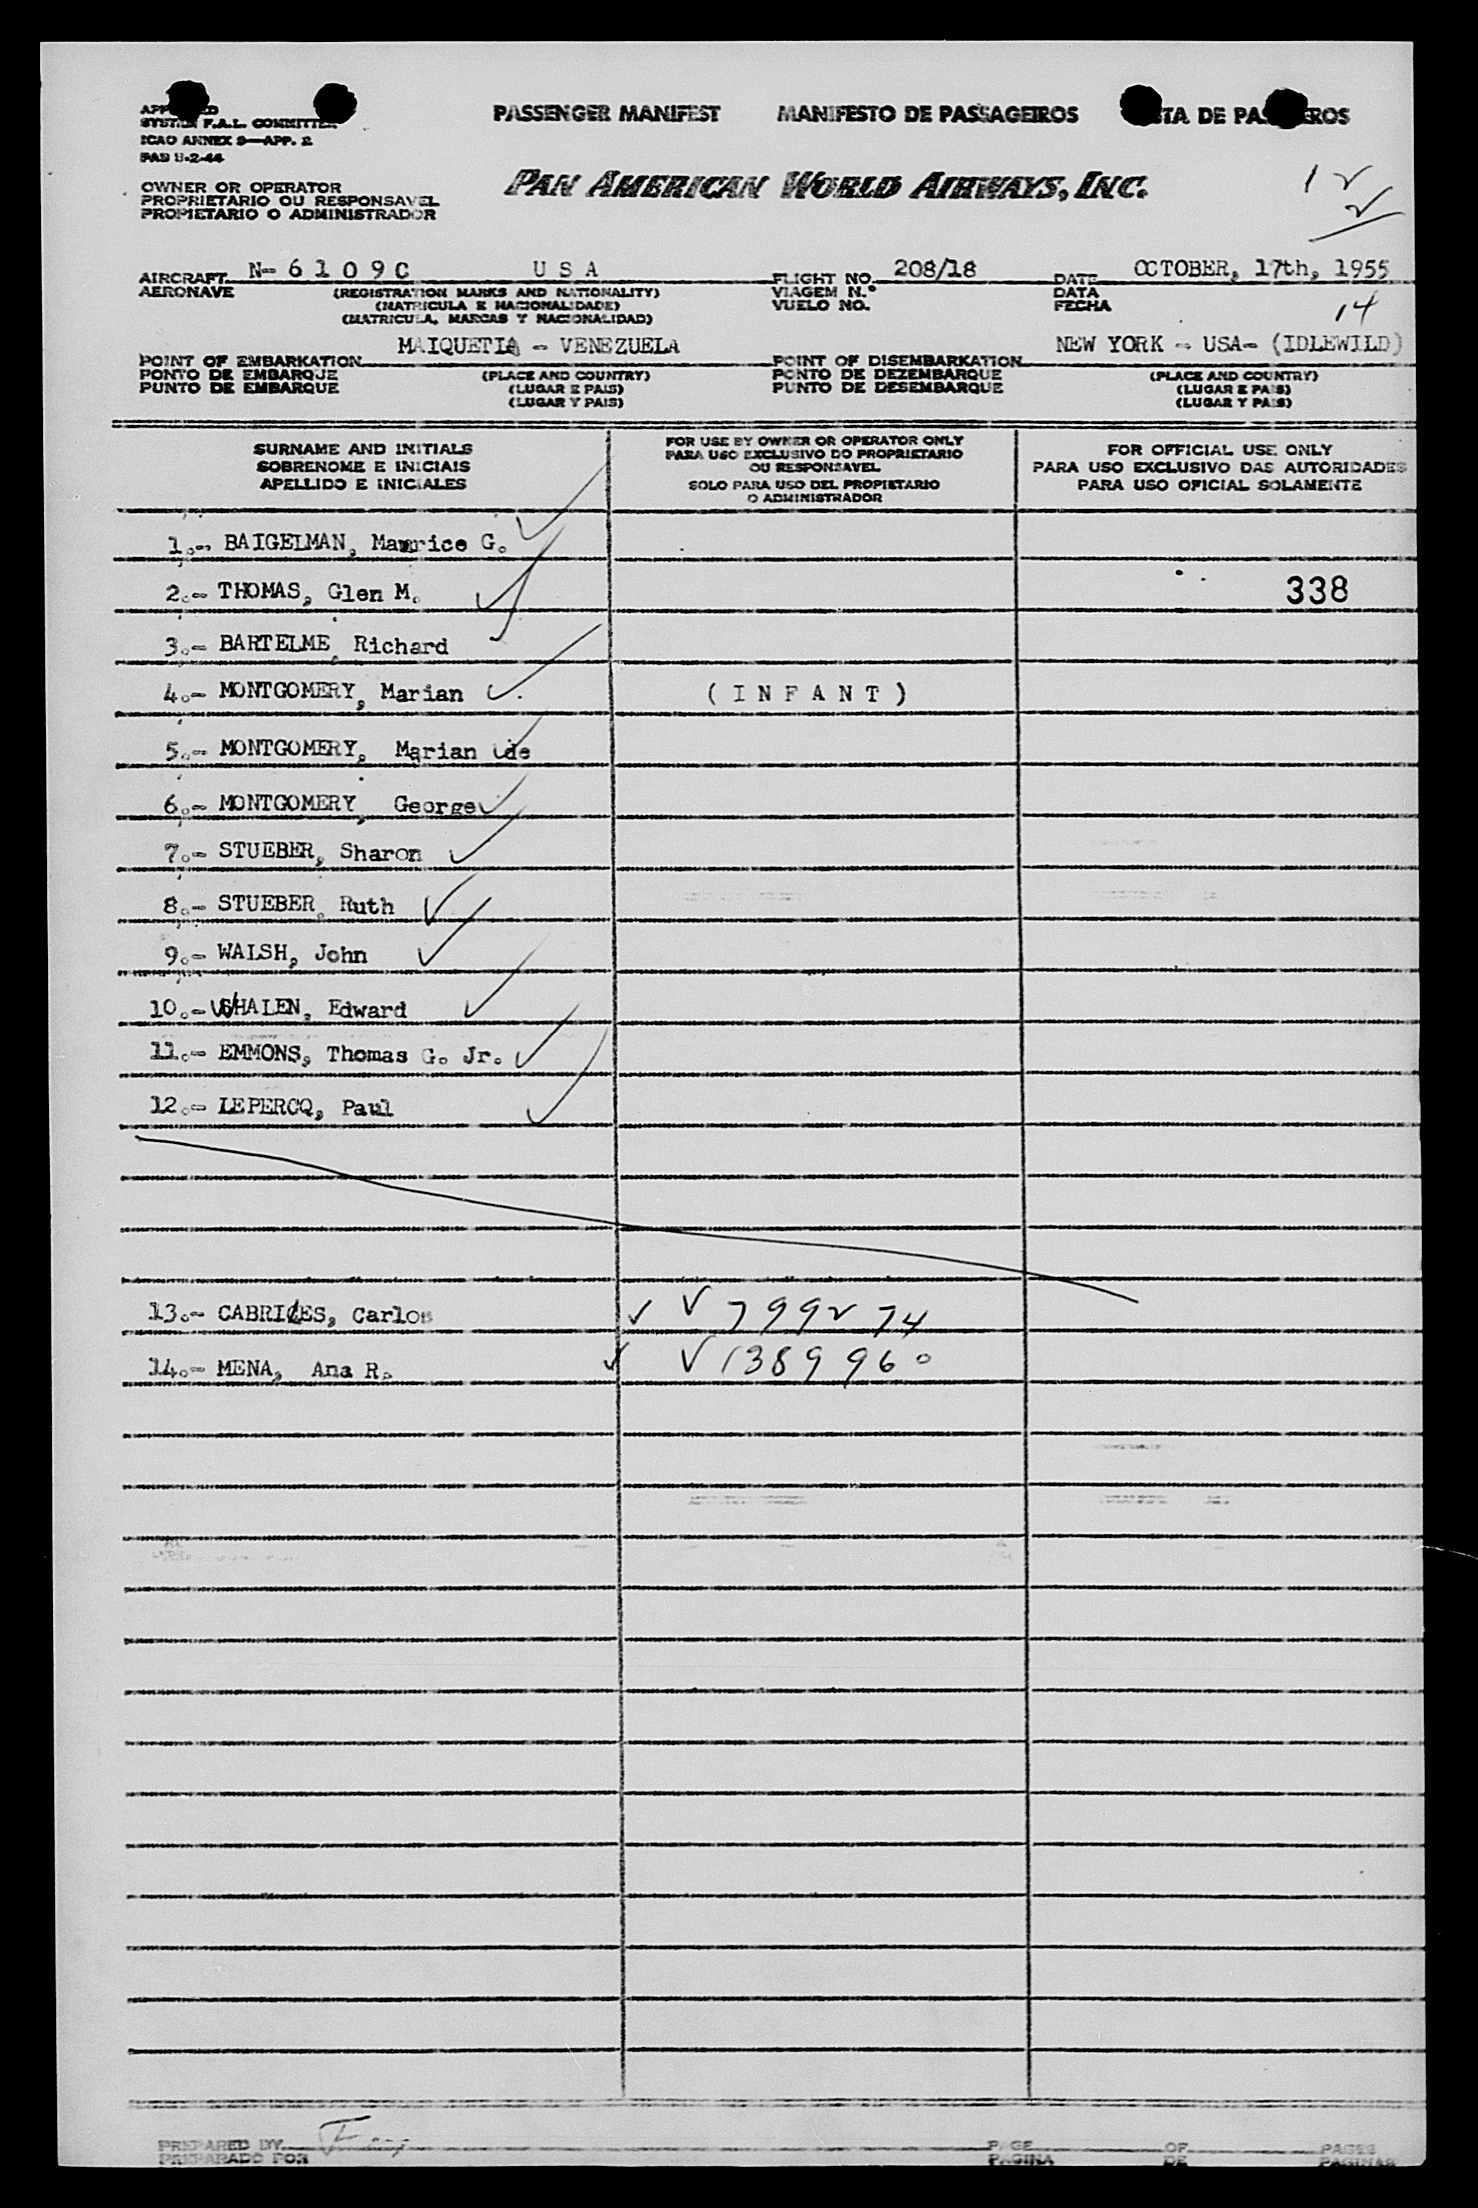 PASSENGER MANIFEST MANIFESTO DE PASSAGEIROS DE
SYSTEM F.A.L. COMMITTEE
ICAO ANNEX 9—APP. 2
OWNER OR OPERATOR
PROPRIETARIO OU RESPONSAVEL
PROPIETARIO O ADMINISTRADOR
PAN AMERICAN WORLD AIRWAYS, INC.
12
2
AIRCRAFT N-6109C U S A FLIGHT NO. 208/18 DATE OCTOBER, 17th, 1955
AERONAVE (REGISTRATION MARKS AND NATIONALITY) VIAGEM N.° DATA
(MATRICULA E NACIONALIDADE) VUELO NO. FECHA
(MATRICULA, MARCAS Y NACIONALIDAD)
14
POINT OF EMBARKATION MAIQUETIA - VENEZUELA POINT OF DISEMBARKATION NEW YORK - USA- (IDLEWILD)
PONTO DE EMBARQUE (PLACE AND COUNTRY) PONTO DE DEZEMBARQUE (PLACE AND COUNTRY)
PUNTO DE EMBARQUE (LUGAR E PAIS) PUNTO DE DESEMBARQUE (LUGAR E PAIS)
(LUGAR Y PAIS) (LUGAR Y PAIS)
SURNAME AND INITIALS
SOBRENOME E INICIAIS
APELLIDO E INICIALES
FOR USE BY OWNER OR OPERATOR ONLY
PARA USO EXCLUSIVO DO PROPRIETARIO
OU RESPONSAVEL
SOLO PARA USO DEL PROPIETARIO
O ADMINISTRADOR
FOR OFFICIAL USE ONLY
PARA USO EXCLUSIVO DAS AUTORIDADES
PARA USO OFICIAL SOLAMENTE
1.- BAIGELMAN, Maurice G.
2.- THOMAS, Glen M. 338
3.- BARTELME, Richard
4.- MONTGOMERY, Marian (INFANT)
5.- MONTGOMERY, Marian de
6.- MONTGOMERY, George
7.- STUEBER, Sharon
8.- STUEBER, Ruth
9.- WALSH, John
10.- WHALEN, Edward
11.- EMMONS, Thomas G. Jr.
12.- LEPERCQ, Paul
13.- CABRICES, Carlos ✓ V 799274
14.- MENA, Ana R. ✓ V 1389960
PREPARED BY PAGE OF PAGES
PREPARADO POR PAGINA DE PAGINAS